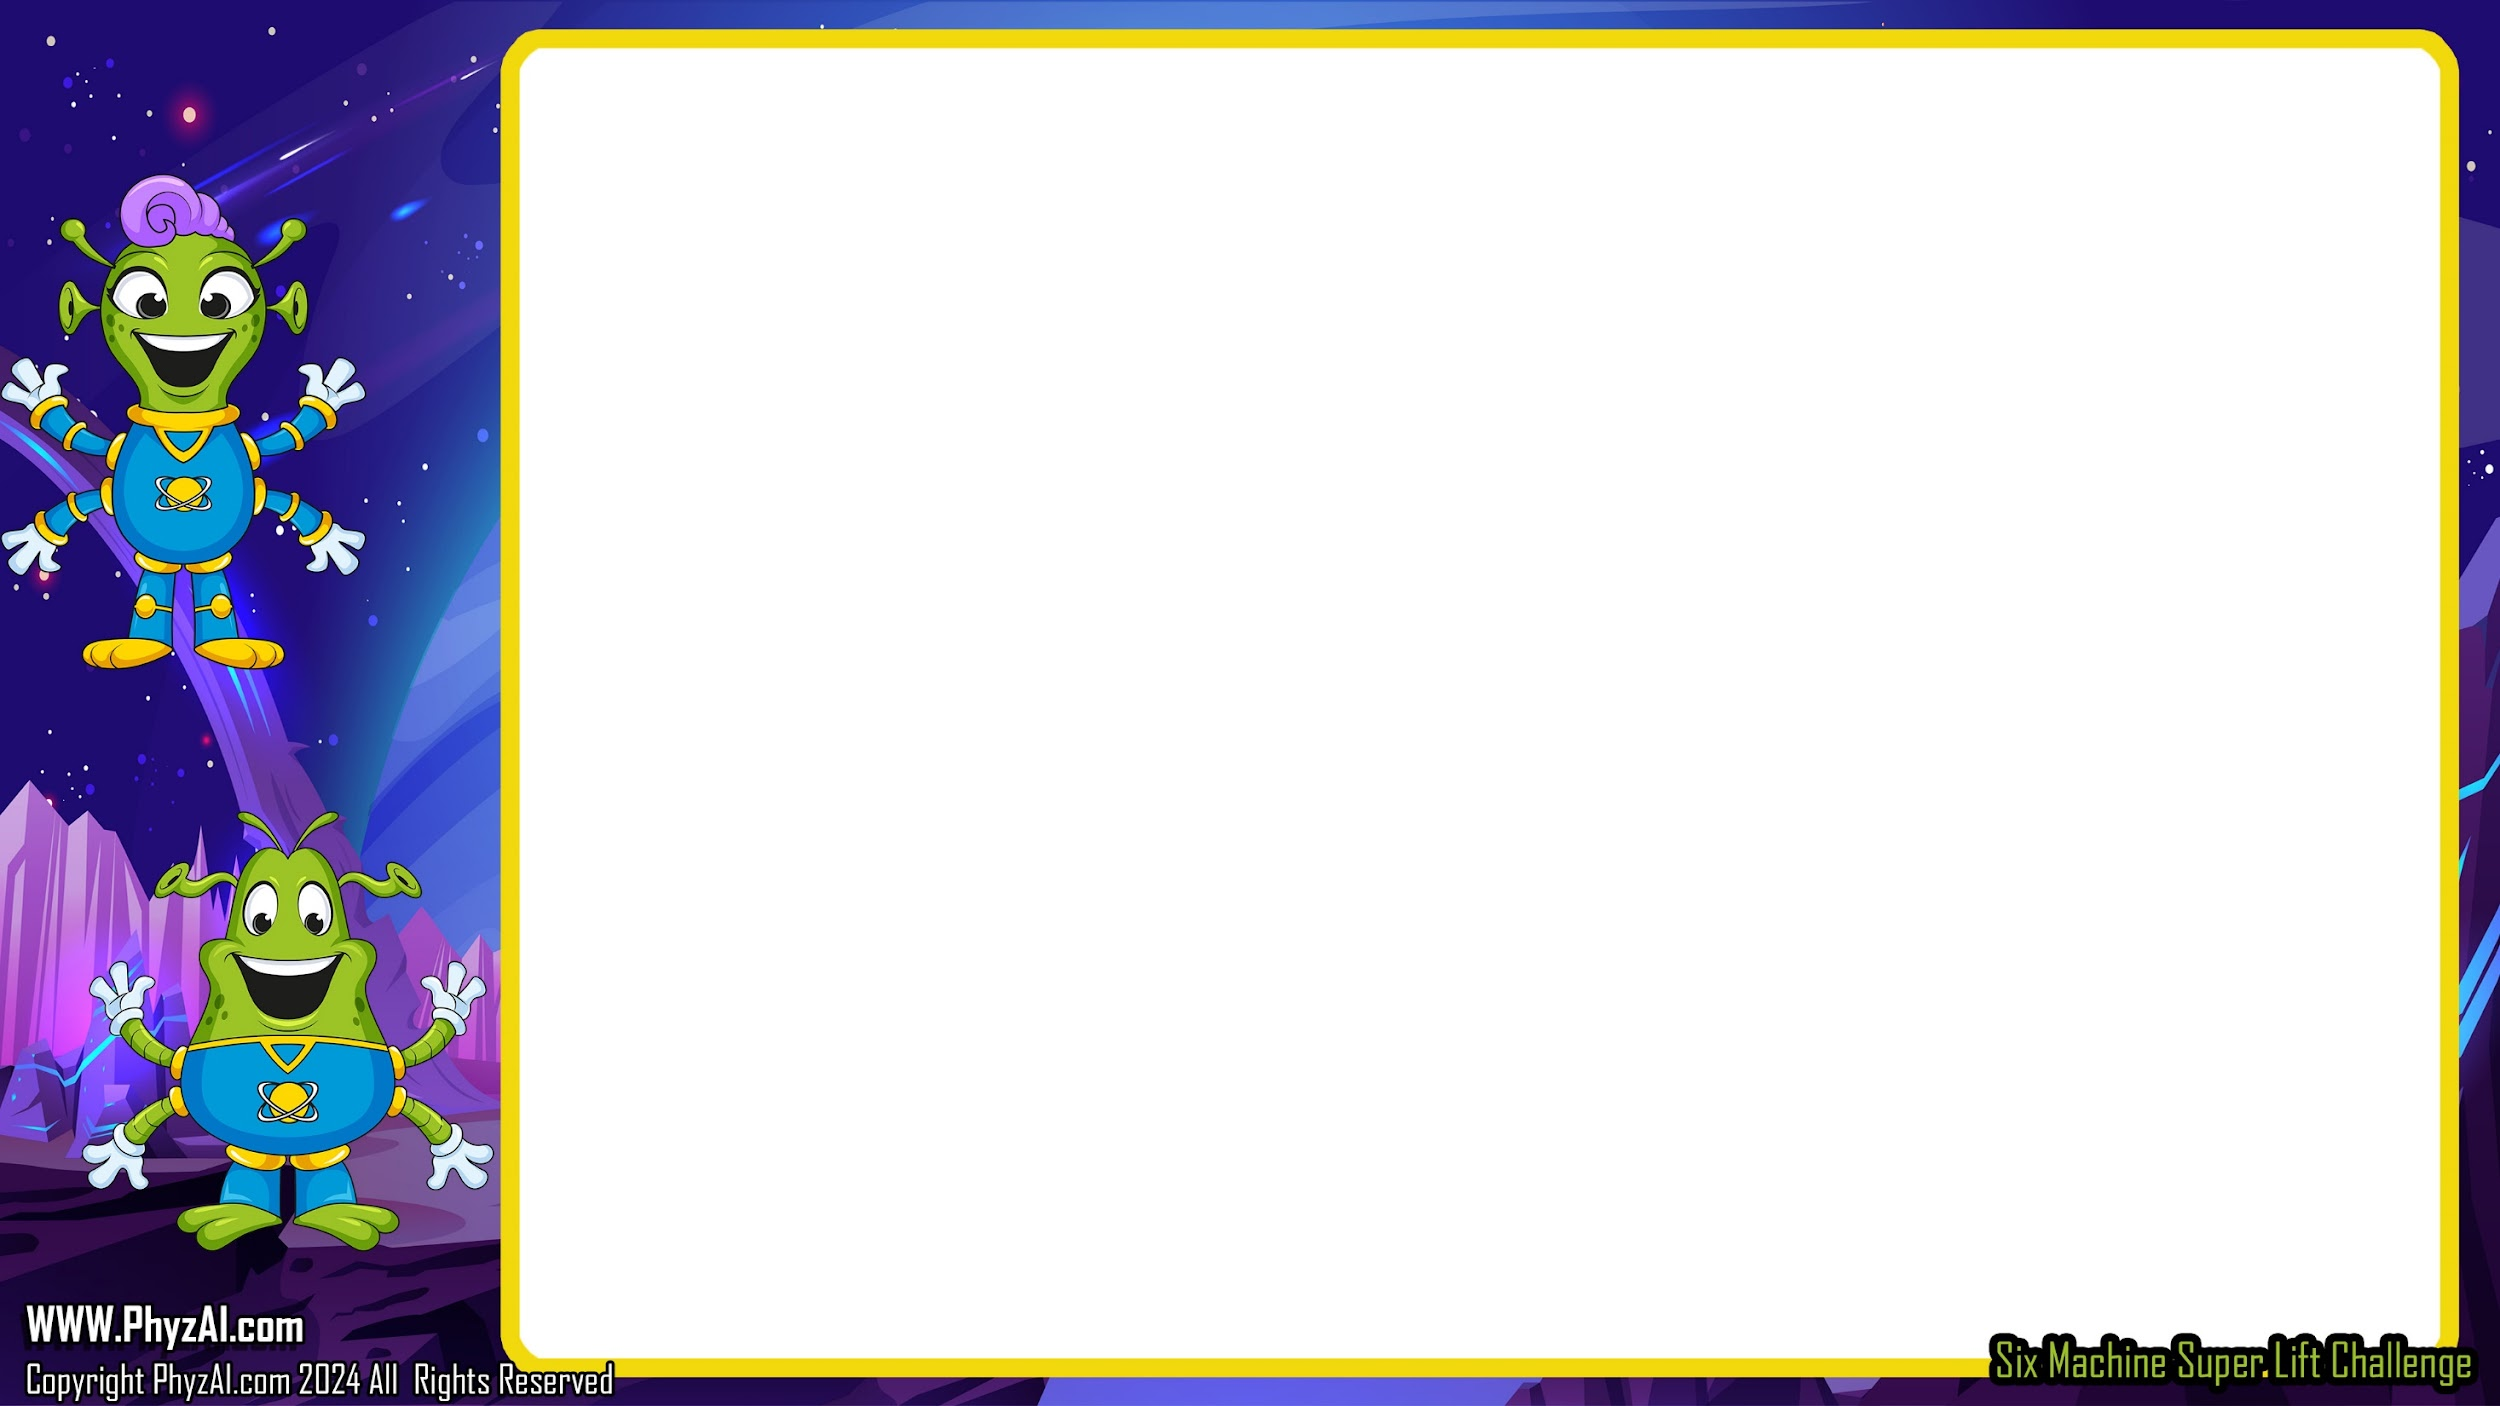 WWW.PhyzAI.com
Copyright PhyzAI.com 2024 All Rights Reserved
Six Machine Super.Lift Challenge